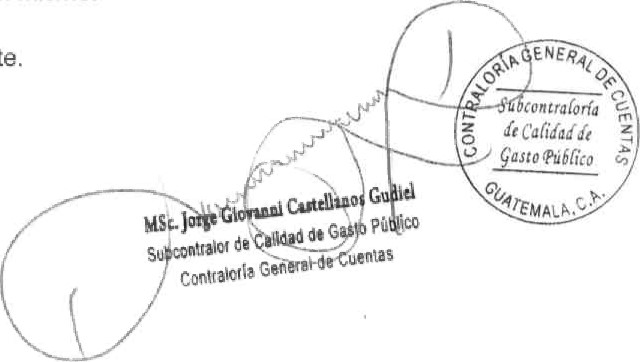 te.
CONTRALORÍA GENERAL DE CUENTAS
Subcontraloría
de Calidad de
Gasto Público
GUATEMALA, C.A.
MSc. Jorge Giovanni Castellanos Gudiel
Subcontralor de Calidad de Gasto Público
Contraloría General de Cuentas